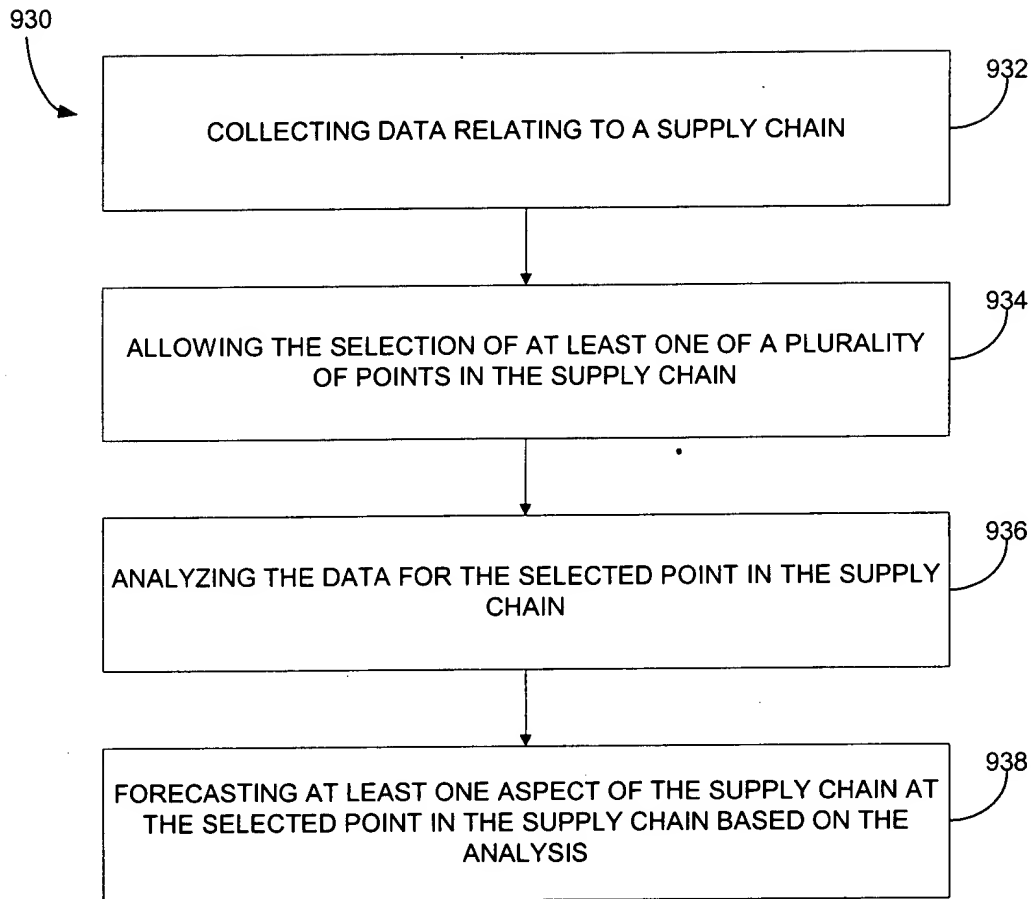 930
932
COLLECTING DATA RELATING TO A SUPPLY CHAIN
934
ALLOWING THE SELECTION OF AT LEAST ONE OF A PLURALITY
OF POINTS IN THE SUPPLY CHAIN
936
ANALYZING THE DATA FOR THE SELECTED POINT IN THE SUPPLY
CHAIN
938
FORECASTING AT LEAST ONE ASPECT OF THE SUPPLY CHAIN AT
THE SELECTED POINT IN THE SUPPLY CHAIN BASED ON THE
ANALYSIS